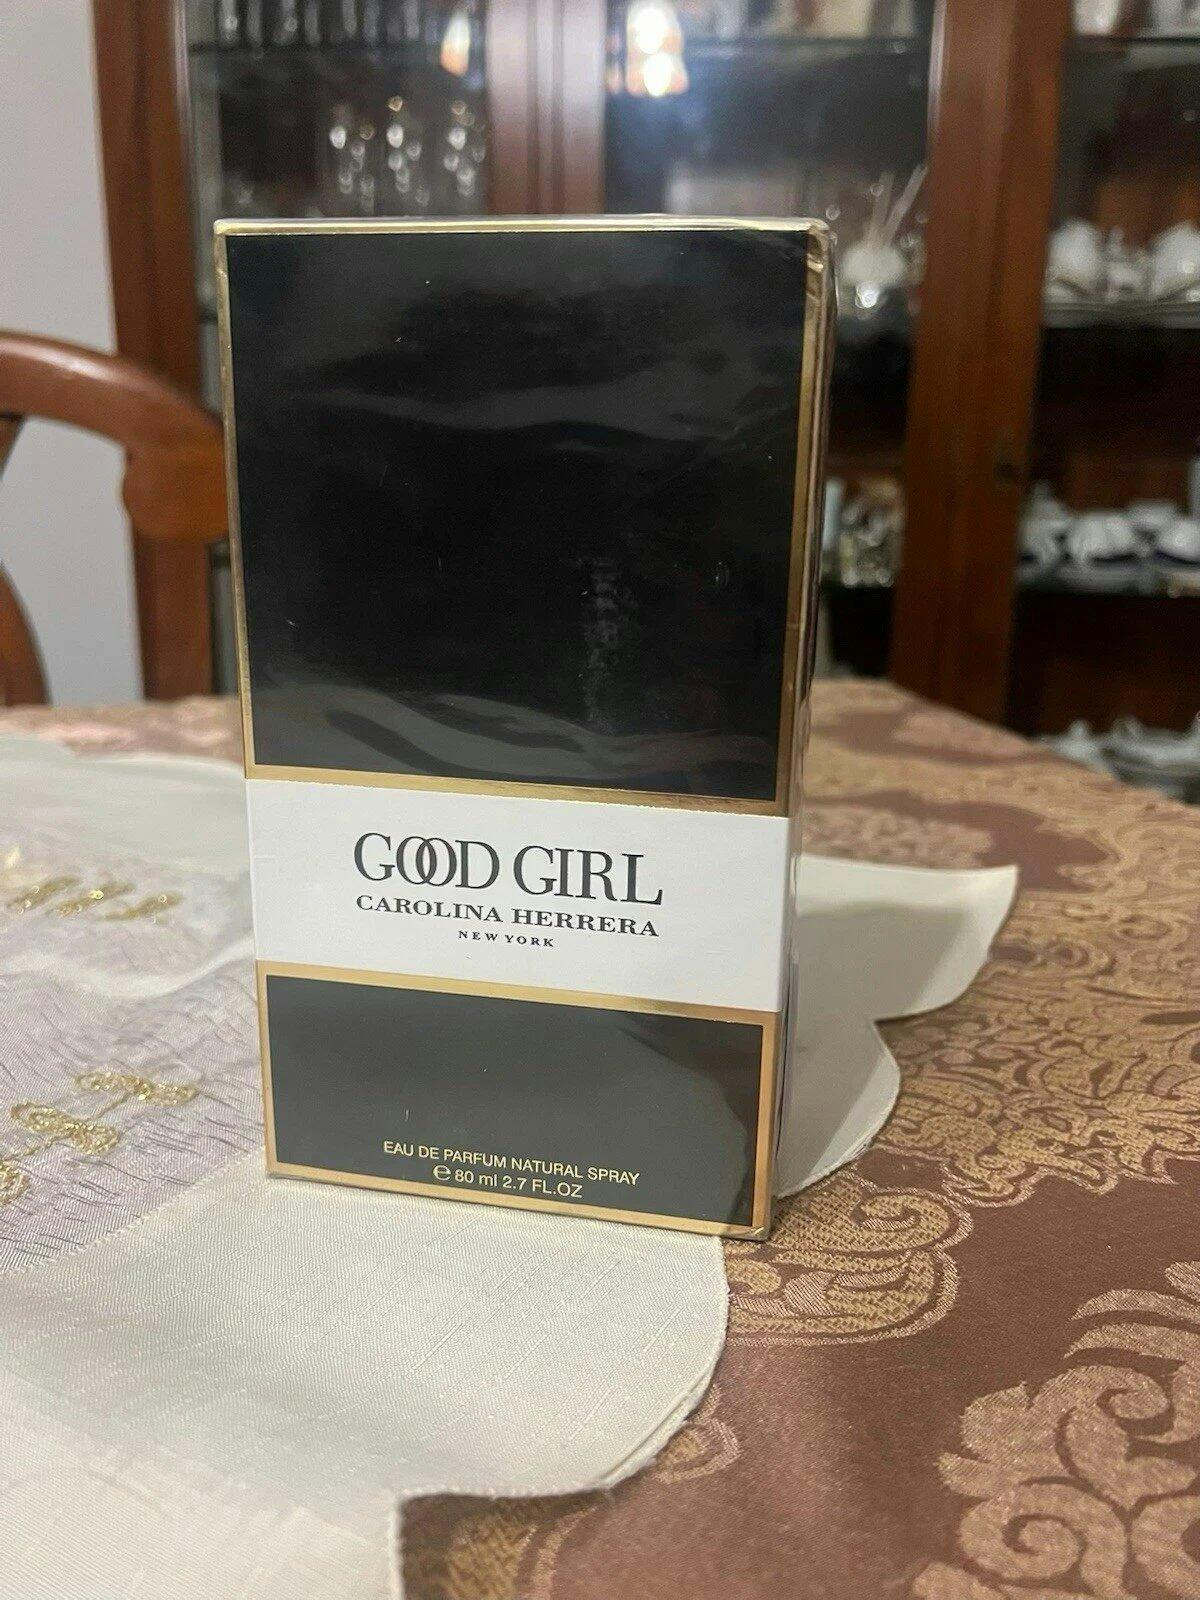 GOOD GIRL
CAROLINA HERRERA
NEW YORK
EAU DE PARFUM NATURAL SPRAY
℮ 80 ml 2.7 FL.OZ